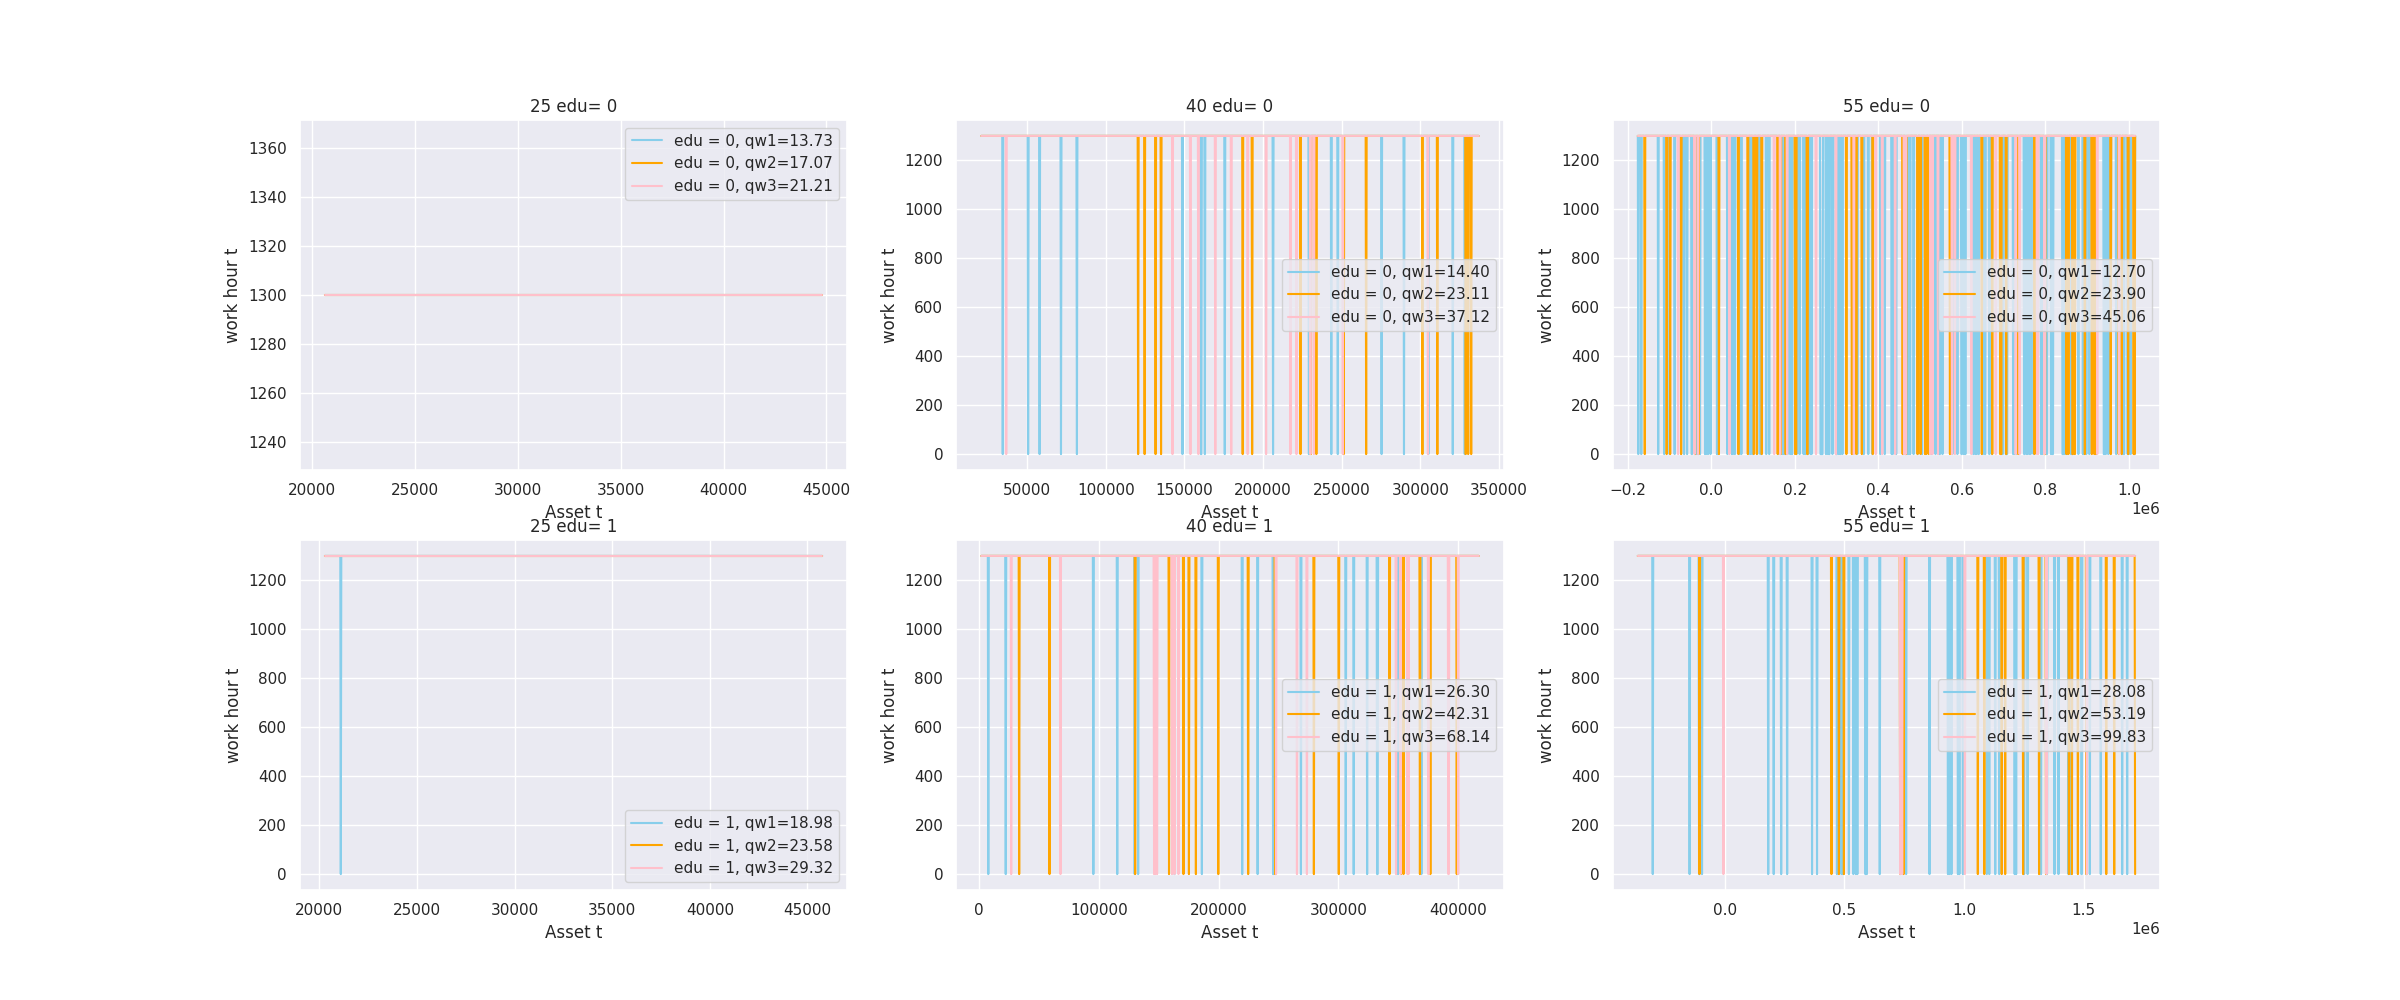 25 edu= 0
1360
1340
1320
1300
1280
1260
1240
work hour t
edu = 0, qw1=13.73
edu = 0, qw2=17.07
edu = 0, qw3=21.21
20000 25000 30000 35000 40000 45000
Asset t
40 edu= 0
1200
1000
800
600
400
200
0
work hour t
edu = 0, qw1=14.40
edu = 0, qw2=23.11
edu = 0, qw3=37.12
50000 100000 150000 200000 250000 300000 350000
Asset t
55 edu= 0
1200
1000
800
600
400
200
0
work hour t
edu = 0, qw1=12.70
edu = 0, qw2=23.90
edu = 0, qw3=45.06
−0.2 0.0 0.2 0.4 0.6 0.8 1.0
1e6
Asset t
25 edu= 1
1200
1000
800
600
400
200
0
work hour t
edu = 1, qw1=18.98
edu = 1, qw2=23.58
edu = 1, qw3=29.32
20000 25000 30000 35000 40000 45000
Asset t
40 edu= 1
1200
1000
800
600
400
200
0
work hour t
edu = 1, qw1=26.30
edu = 1, qw2=42.31
edu = 1, qw3=68.14
0 100000 200000 300000 400000
Asset t
55 edu= 1
1200
1000
800
600
400
200
0
work hour t
edu = 1, qw1=28.08
edu = 1, qw2=53.19
edu = 1, qw3=99.83
0.0 0.5 1.0 1.5
1e6
Asset t